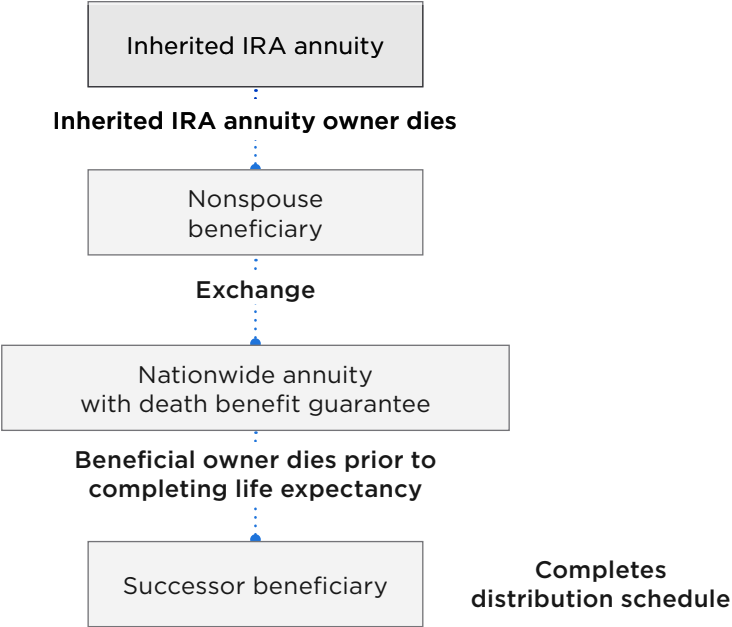 Inherited IRA annuity
Inherited IRA annuity owner dies
Nonspouse
beneficiary
Exchange
Nationwide annuity
with death benefit guarantee
Beneficial owner dies prior to
completing life expectancy
Successor beneficiary
Completes
distribution schedule